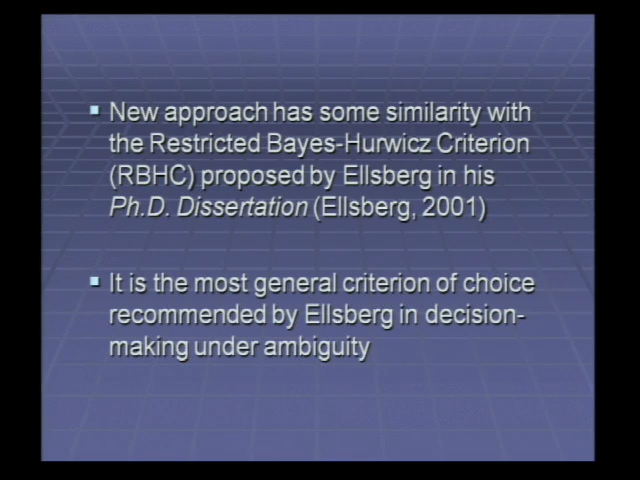 New approach has some similarity with
the Restricted Bayes-Hurwicz Criterion
(RBHC) proposed by Ellsberg in his
Ph.D. Dissertation (Ellsberg, 2001)
It is the most general criterion of choice
recommended by Ellsberg in decision-
making under ambiguity